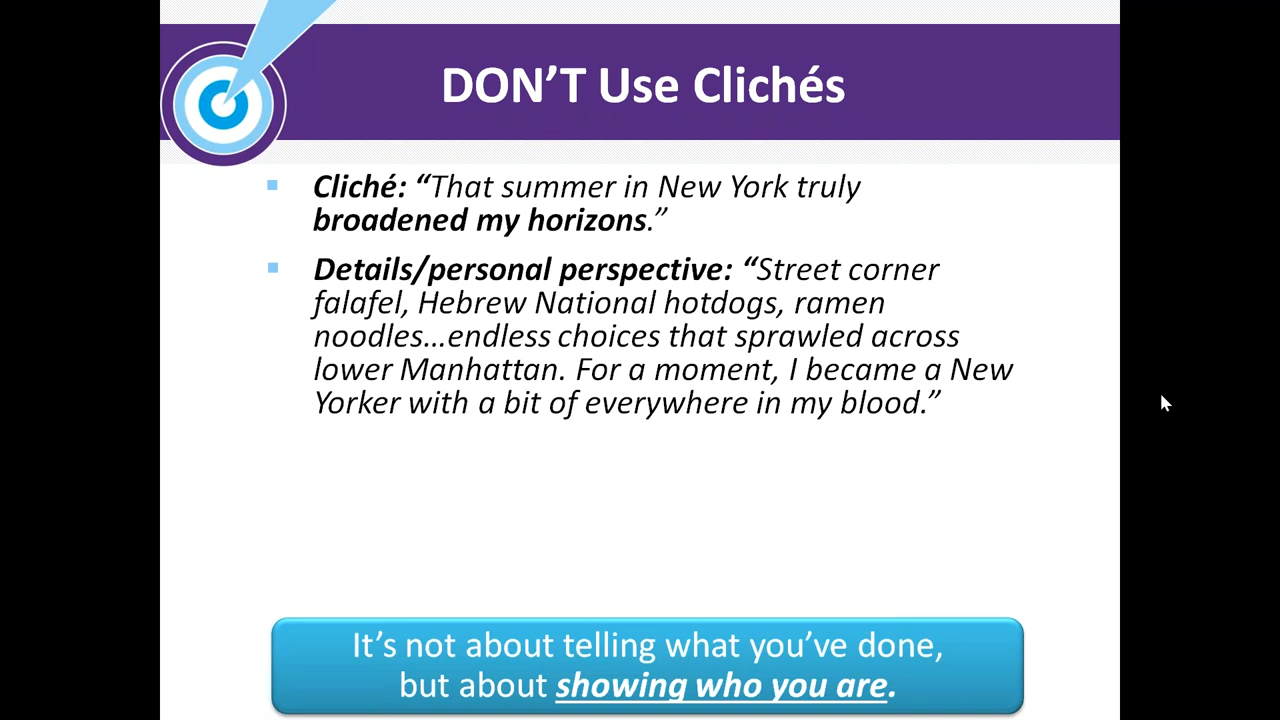 DON’T Use Clichés
Cliché: “That summer in New York truly
broadened my horizons.”
Details/personal perspective: “Street corner
falafel, Hebrew National hotdogs, ramen
noodles…endless choices that sprawled across
lower Manhattan. For a moment, I became a New
Yorker with a bit of everywhere in my blood.”
It’s not about telling what you’ve done,
but about showing who you are.